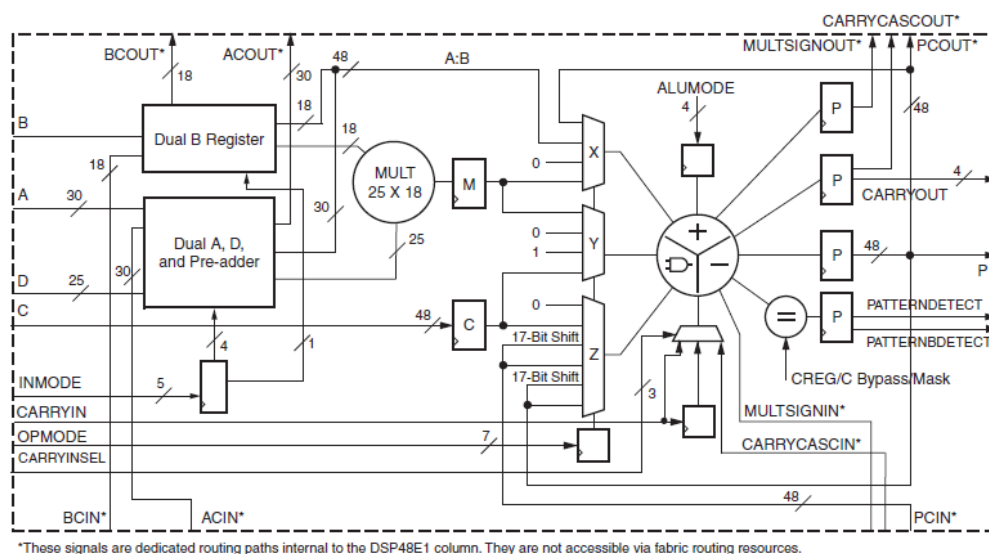 CARRYCASCOUT*
BCOUT* ACOUT* MULTSIGNOUT* PCOUT*
48 A:B
18 30 ALUMODE 48
18 4 P
B Dual B Register 18 X
18 MULT 25 X 18 0
A 30 M P 4 CARRYOUT
30 0 Y + −
Dual A, D, and Pre-adder 25 1 P 48
D 25 30 P
C 48 C 0 = P PATTERNDETECT
4 1 17-Bit Shift Z PATTERNBDETECT
INMODE 5 17-Bit Shift 3 CREG/C Bypass/Mask
CARRYIN MULTSIGNIN*
OPMODE 7
CARRYINSEL CARRYCASCIN*
48
BCIN* ACIN* PCIN*
*These signals are dedicated routing paths internal to the DSP48E1 column. They are not accessible via fabric routing resources.